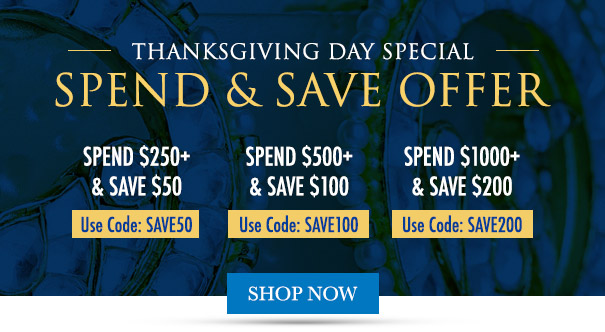 THANKSGIVING DAY SPECIAL
SPEND & SAVE OFFER
SPEND $250+
& SAVE $50
Use Code: SAVE50
SPEND $500+
& SAVE $100
Use Code: SAVE100
SPEND $1000+
& SAVE $200
Use Code: SAVE200
SHOP NOW